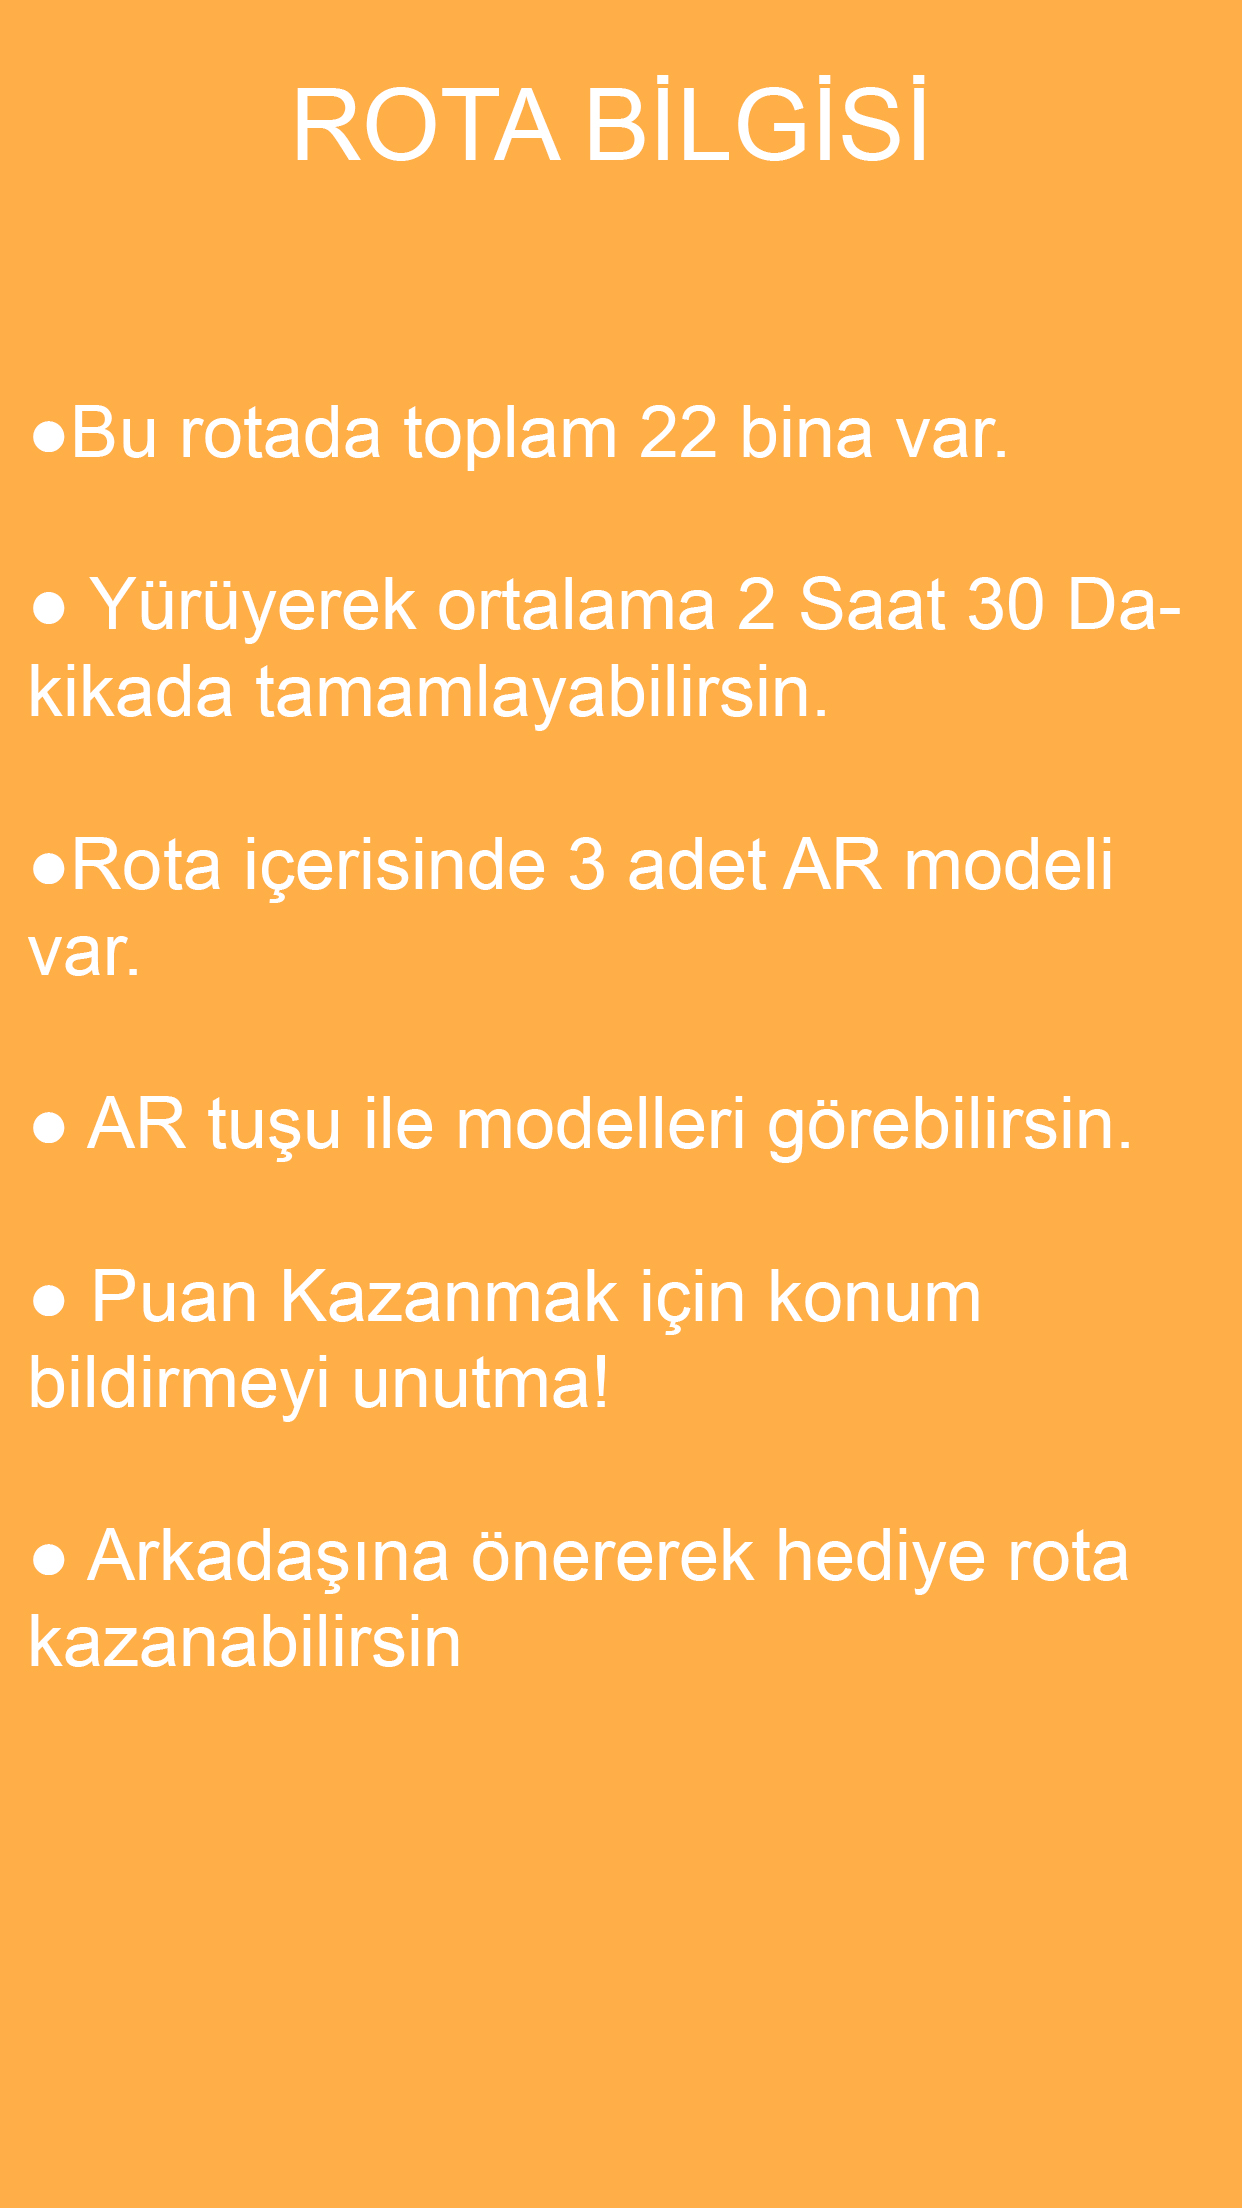 ROTA BİLGİSİ
●Bu rotada toplam 22 bina var.
● Yürüyerek ortalama 2 Saat 30 Da-
kikada tamamlayabilirsin.
●Rota içerisinde 3 adet AR modeli
var.
● AR tuşu ile modelleri görebilirsin.
● Puan Kazanmak için konum
bildirmeyi unutma!
● Arkadaşına önererek hediye rota
kazanabilirsin